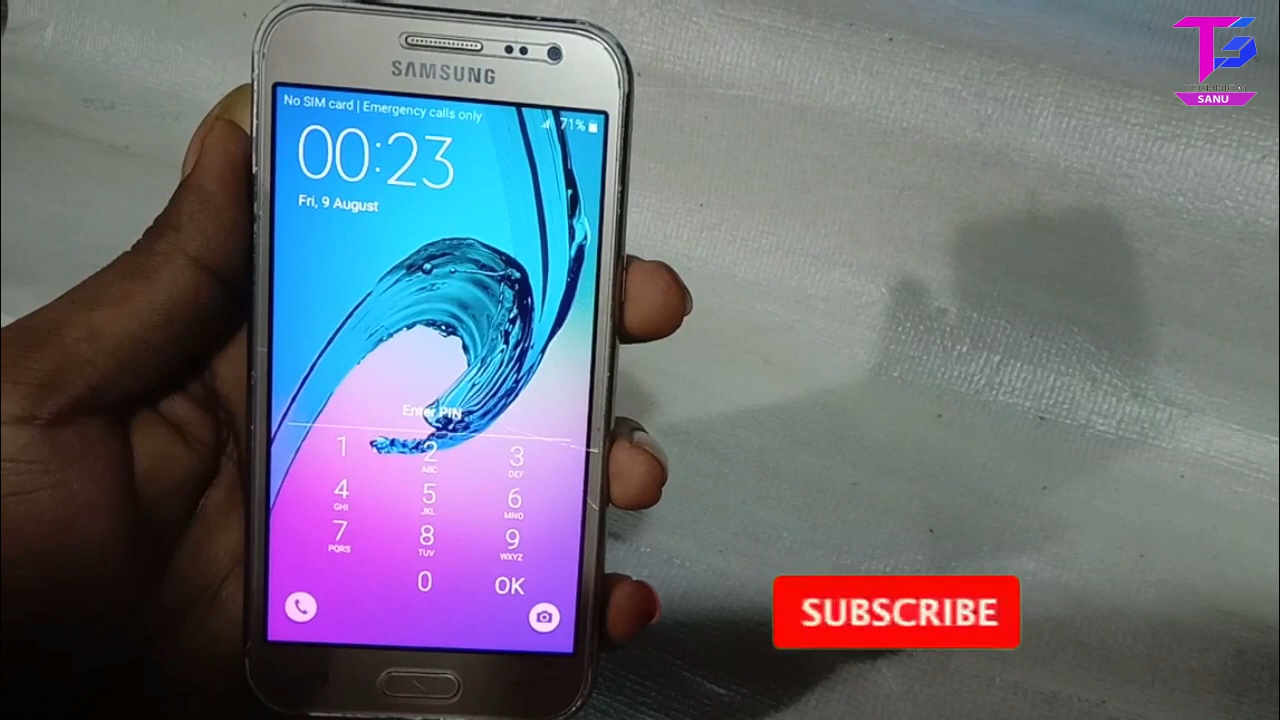 SAMSUNG
No SIM card | Emergency calls only
71%
00:23
Fri, 9 August
Enter PIN
1 2 3
ABC DEF
4 5 6
GHI JKL MNO
7 8 9
PQRS TUV WXYZ
0 OK
TECHNICAL
SANU
SUBSCRIBE